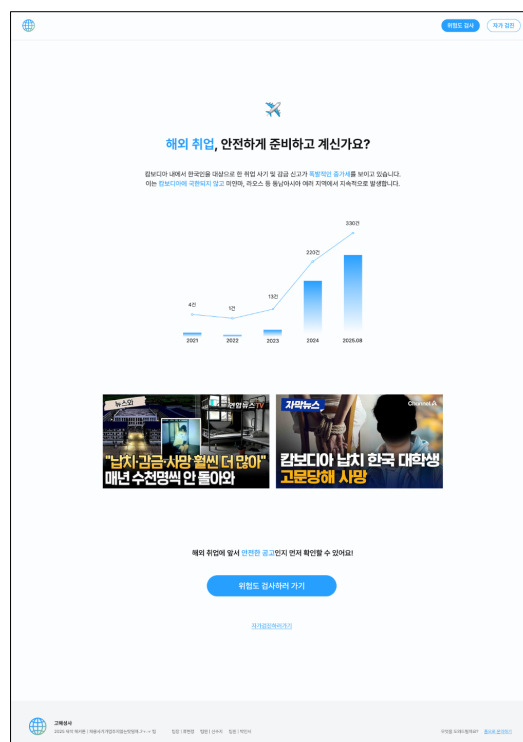 위험도 검사
자가 검진
해외 취업, 안전하게 준비하고 계신가요?
캄보디아 내에서 한국인을 대상으로 한 취업 사기 및 감금 신고가 폭발적인 증가세를 보이고 있습니다.
이는 캄보디아에 국한되지 않고 미얀마, 라오스 등 동남아시아 여러 지역에서 지속적으로 발생합니다.
230건
220건
13건
4건
1건
2021
2022
2023
2024
2025.08
뉴스와
연합뉴스TV
"납치·감금·사망 훨씬 더 많아"
매년 수천명씩 안 돌아와
자막뉴스
Channel A
캄보디아 납치 한국 대학생
고문당해 사망
해외 취업에 앞서 안전한 공고인지 먼저 확인할 수 있어요!
위험도 검사하러 가기
자가검진하러가기
고해성사